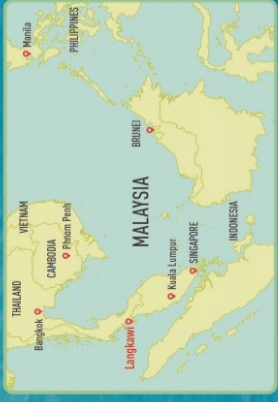 THAILAND
VIETNAM
Bangkok
CAMBODIA
Phnom Penh
Manila
PHILIPPINES
Langkawi
MALAYSIA
BRUNEI
Kuala Lumpur
SINGAPORE
INDONESIA